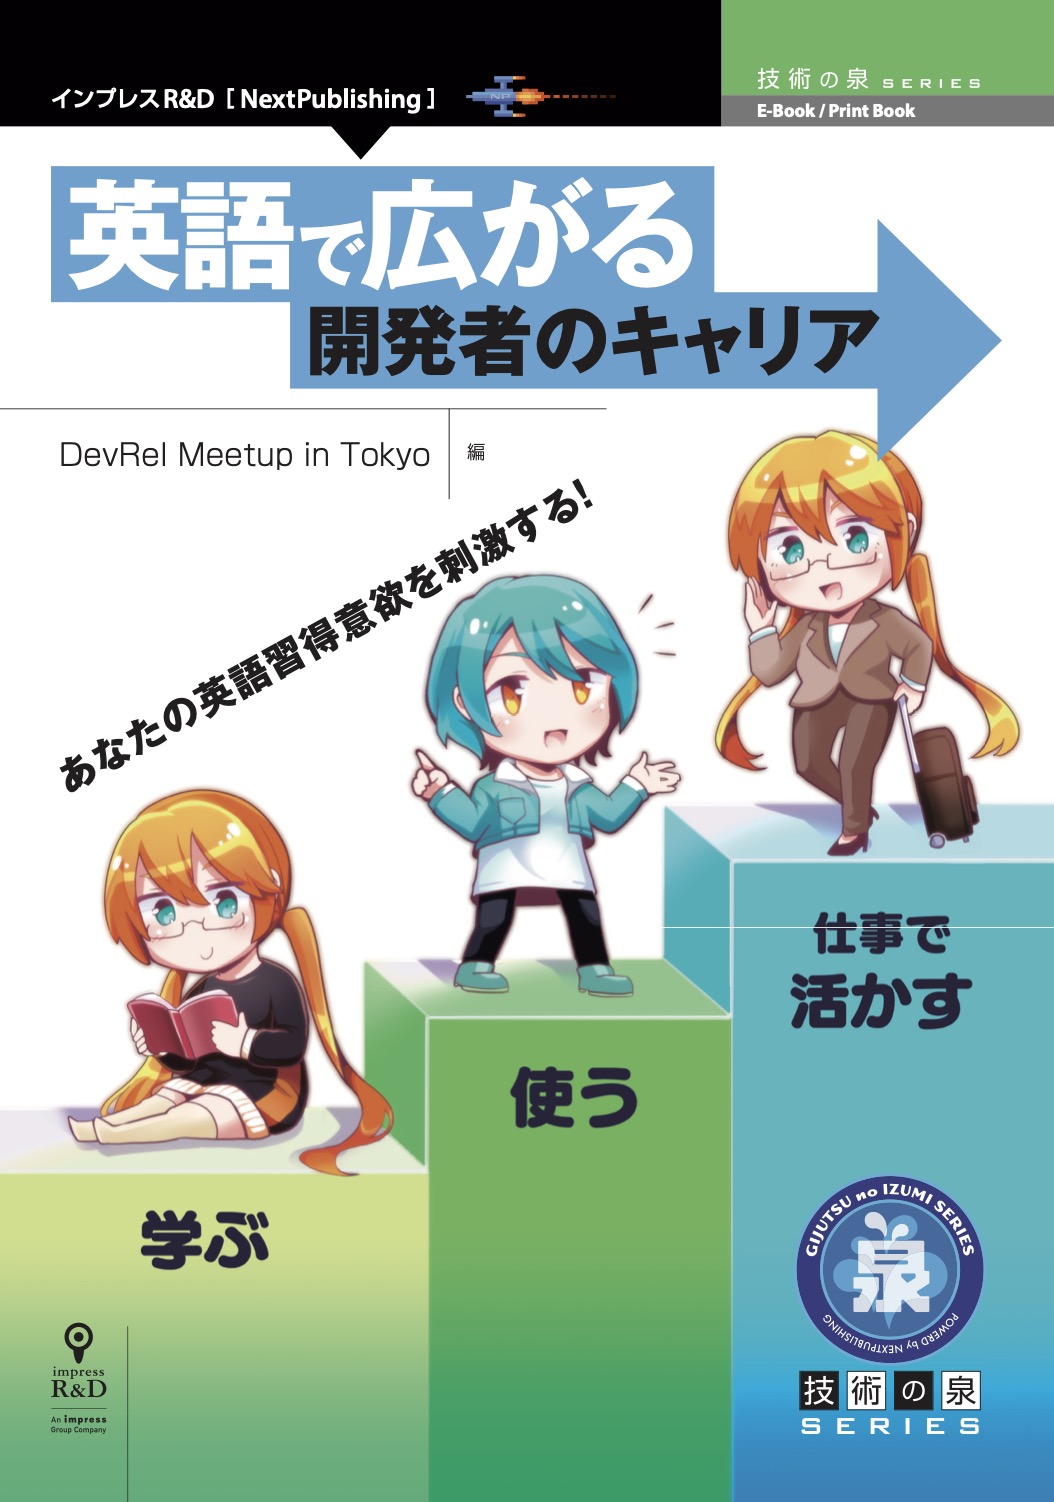 インプレスR&D [ NextPublishing ]
NP
技術の泉 SERIES
E-Book / Print Book
英語で広がる
開発者のキャリア
DevRel Meetup in Tokyo
編
あなたの英語習得意欲を刺激する!
仕事で
活かす
使う
学ぶ
GIJUTSU no IZUMI SERIES
泉
POWERD by NEXTPUBLISHING
技術の泉
SERIES
impress
R&D
An impress
Group Company